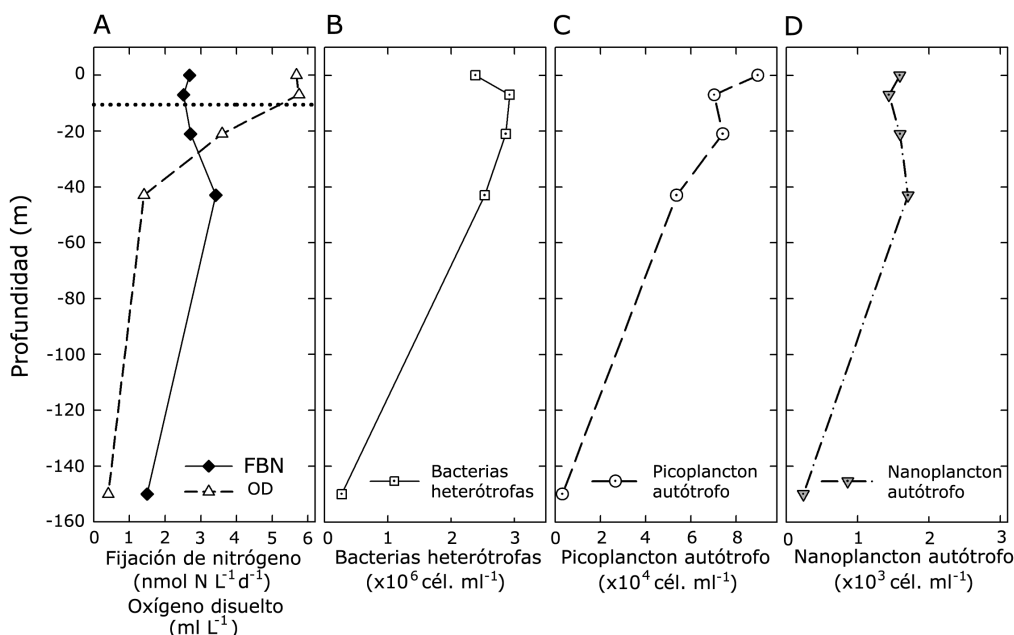 A
B
C
D
Profundidad (m)
0
-20
-40
-60
-80
-100
-120
-140
-160
FBN
OD
0 1 2 3 4 5 6
Fijación de nitrógeno
(nmol N L⁻¹d⁻¹)
Oxígeno disuelto
(ml L⁻¹)
Bacterias
heterótrofas
0 1 2 3
Bacterias heterótrofas
(x10⁶ cél. ml⁻¹)
Picoplancton
autótrofo
0 2 4 6 8
Picoplancton autótrofo
(x10⁴ cél. ml⁻¹)
Nanoplancton
autótrofo
0 1 2 3
Nanoplancton autótrofo
(x10³ cél. ml⁻¹)